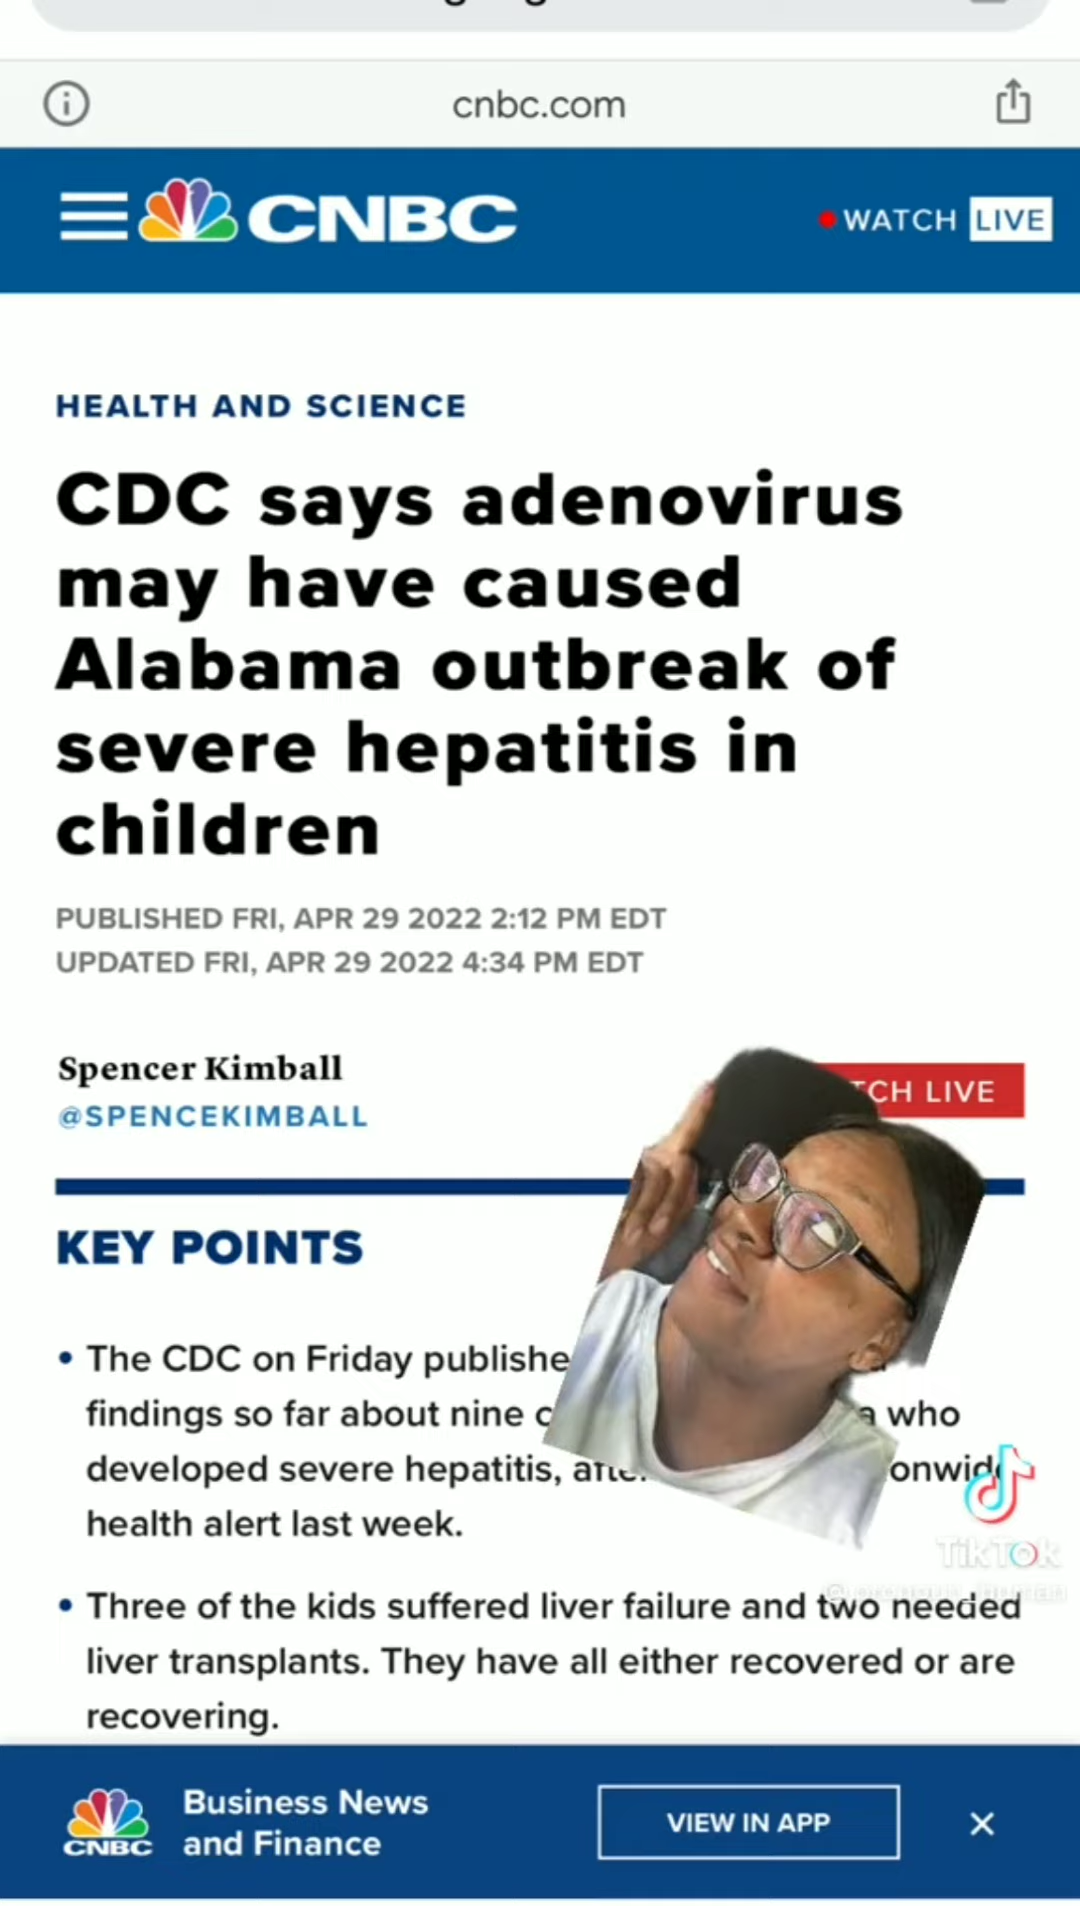 cnbc.com
CNBC
WATCH LIVE
HEALTH AND SCIENCE
CDC says adenovirus
may have caused
Alabama outbreak of
severe hepatitis in
children
PUBLISHED FRI, APR 29 2022 2:12 PM EDT
UPDATED FRI, APR 29 2022 4:34 PM EDT
Spencer Kimball
@SPENCEKIMBALL
CH LIVE
KEY POINTS
• The CDC on Friday publishe
findings so far about nine c who
developed severe hepatitis, onwide
health alert last week.
TikTok
• Three of the kids suffered liver failure and two needed
liver transplants. They have all either recovered or are
recovering.
Business News
and Finance
CNBC
VIEW IN APP